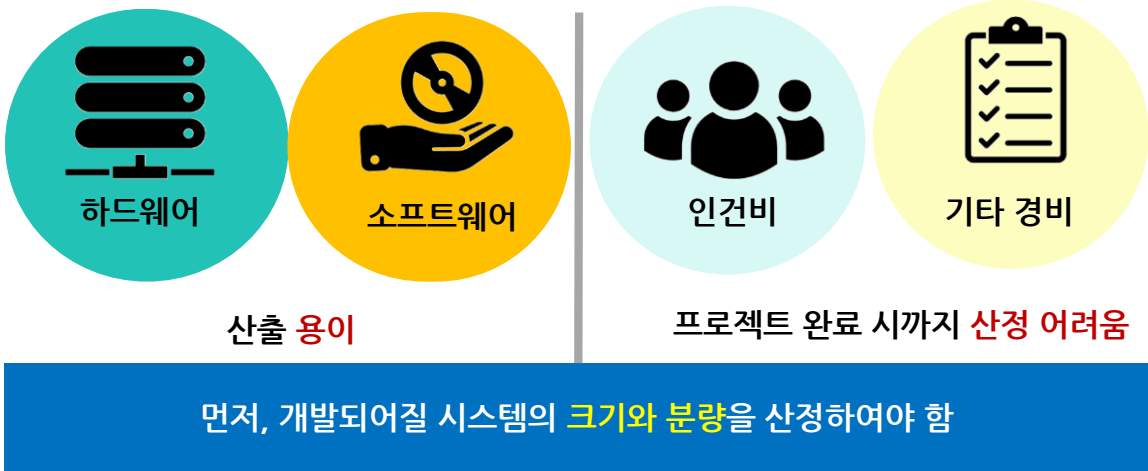 하드웨어
소프트웨어
인건비
기타 경비
산출 용이
프로젝트 완료 시까지 산정 어려움
먼저, 개발되어질 시스템의 크기와 분량을 산정하여야 함